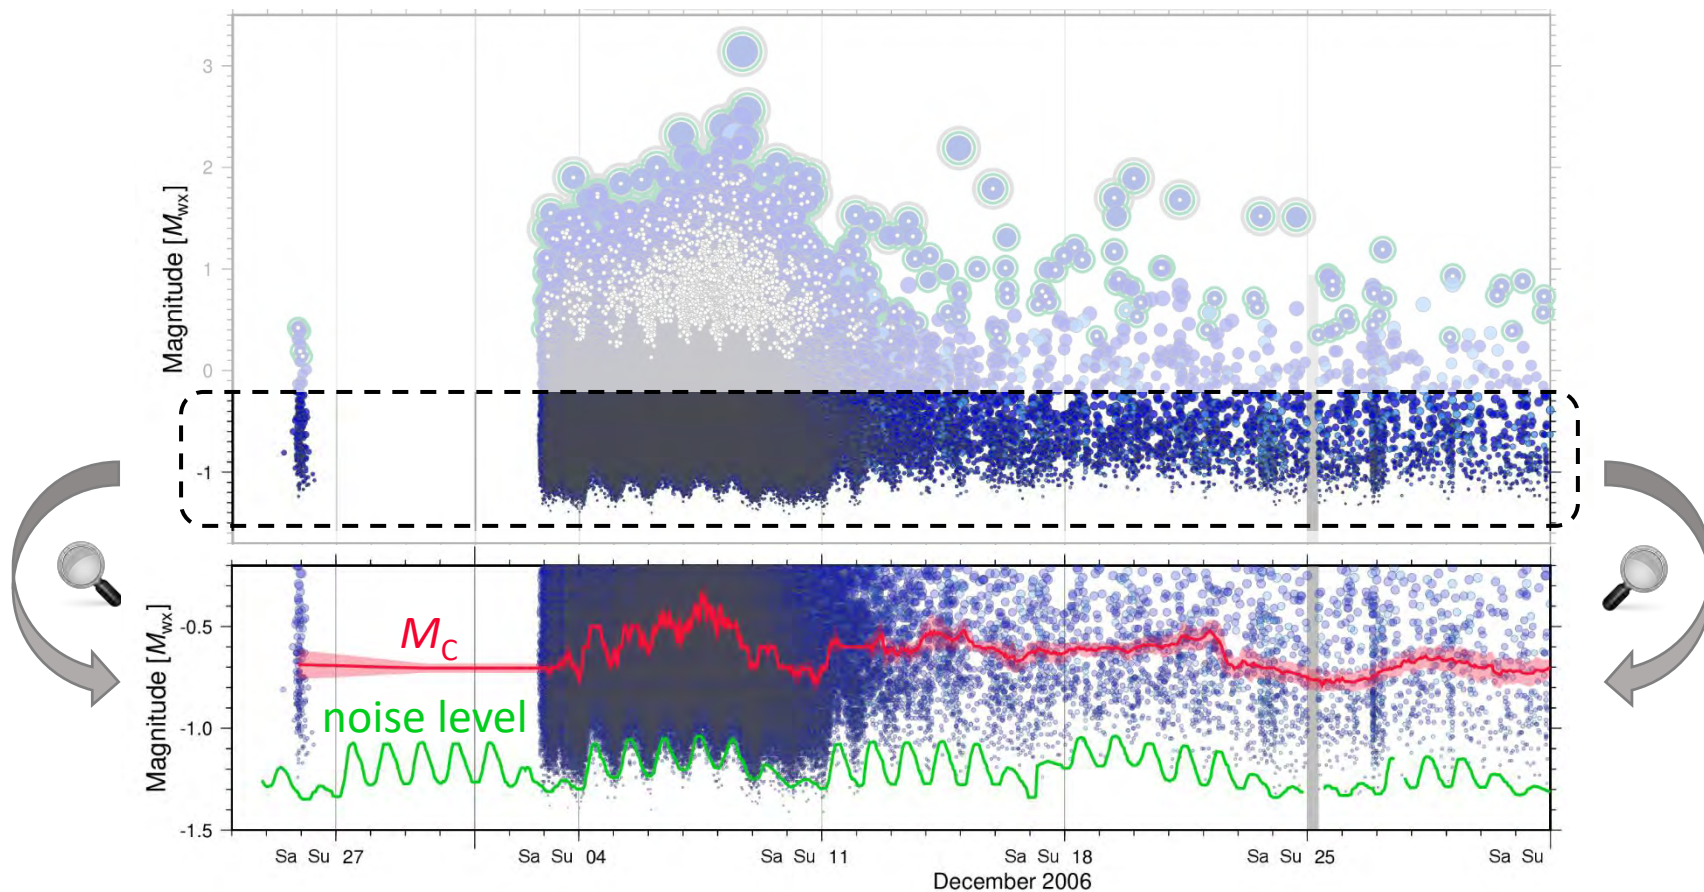 3
2
1
0
-1
Magnitude [Mwx]
MC
noise level
-0.5
-1.0
-1.5
Magnitude [Mwx]
Sa Su 27 Sa Su 04 Sa Su 11 Sa Su 18 Sa Su 25 Sa Su
December 2006